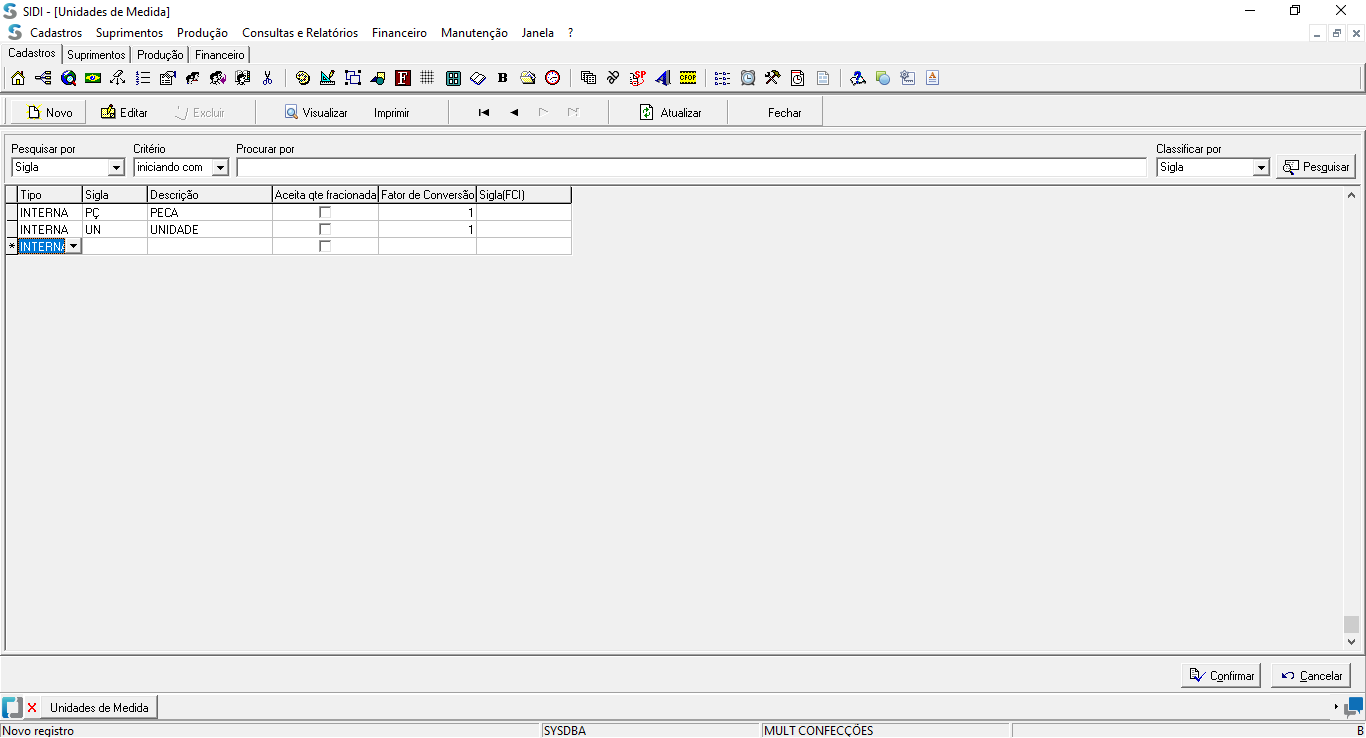 SIDI - [Unidades de Medida]
Cadastros Suprimentos Produção Consultas e Relatórios Financeiro Manutenção Janela ?
Cadastros Suprimentos Produção Financeiro
F B SP CFOP A
Novo Editar Excluir Visualizar Imprimir Atualizar Fechar
Pesquisar por Critério Procurar por Classificar por
Sigla iniciando com Sigla Pesquisar
Tipo Sigla Descrição Aceita qte fracionada Fator de Conversão Sigla(FCI)
INTERNA PÇ PECA 1
INTERNA UN UNIDADE 1
* INTERNA
Confirmar Cancelar
Unidades de Medida
Novo registro SYSDBA MULT CONFECÇÕES B